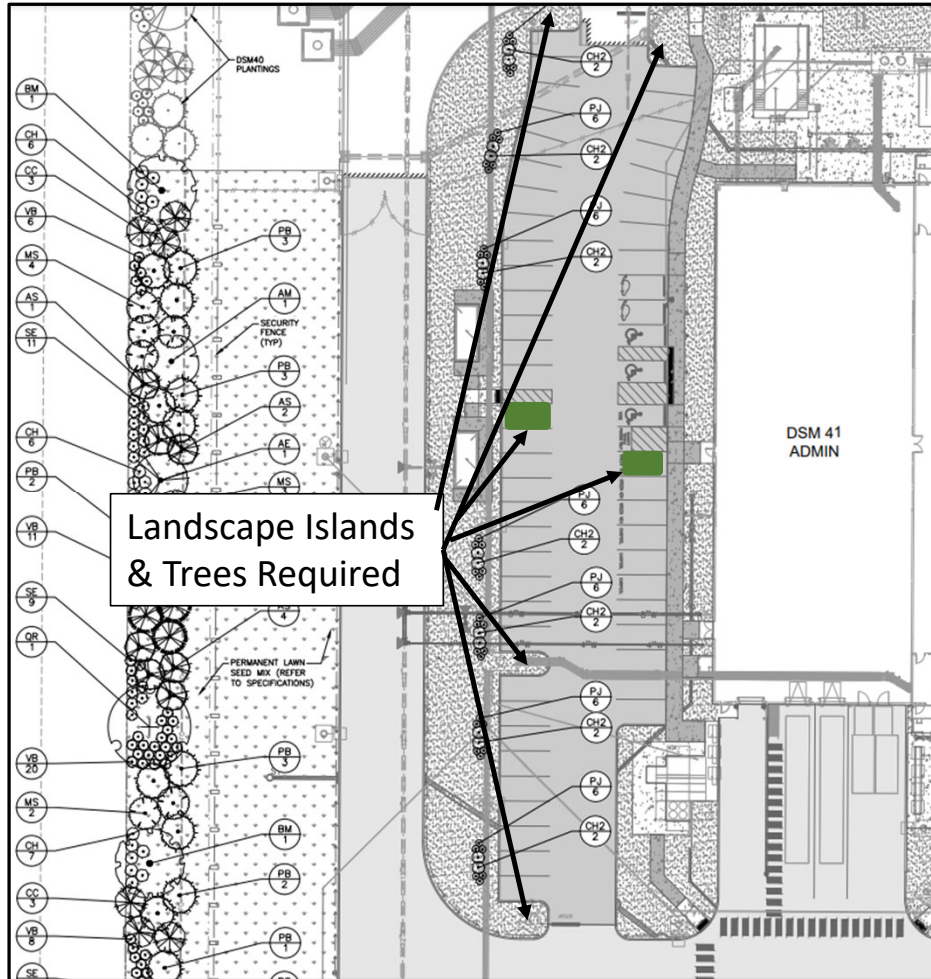 DSM40
PLANTINGS
BM
1
CH
6
CC
3
VB
6
MS
4
AS
1
SE
11
CH
6
PB
2
VB
11
SE
9
QR
1
VB
20
MS
2
CH
7
CC
3
VB
8
SE
PB
3
AM
1
SECURITY
FENCE
(TYP)
PB
3
AS
2
AE
1
MS
3
4
PERMANENT LAWN
SEED MIX (REFER
TO SPECIFICATIONS)
PB
3
BM
1
PB
2
PB
1
CH2
2
PJ
6
CH2
2
PJ
6
CH2
2
Landscape Islands
& Trees Required
PJ
6
CH2
2
PJ
6
CH2
2
PJ
6
CH2
2
PJ
6
CH2
2
DSM 41
ADMIN